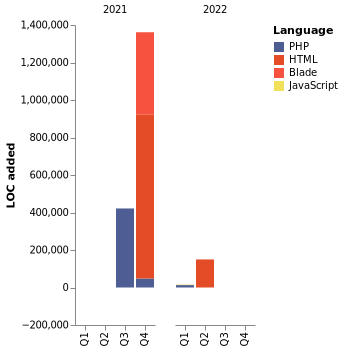 2021 2022
1,400,000
1,200,000
1,000,000
800,000
600,000
400,000
200,000
0
−200,000
LOC added
Q1 Q2 Q3 Q4 Q1 Q2 Q3 Q4
Language
PHP
HTML
Blade
JavaScript